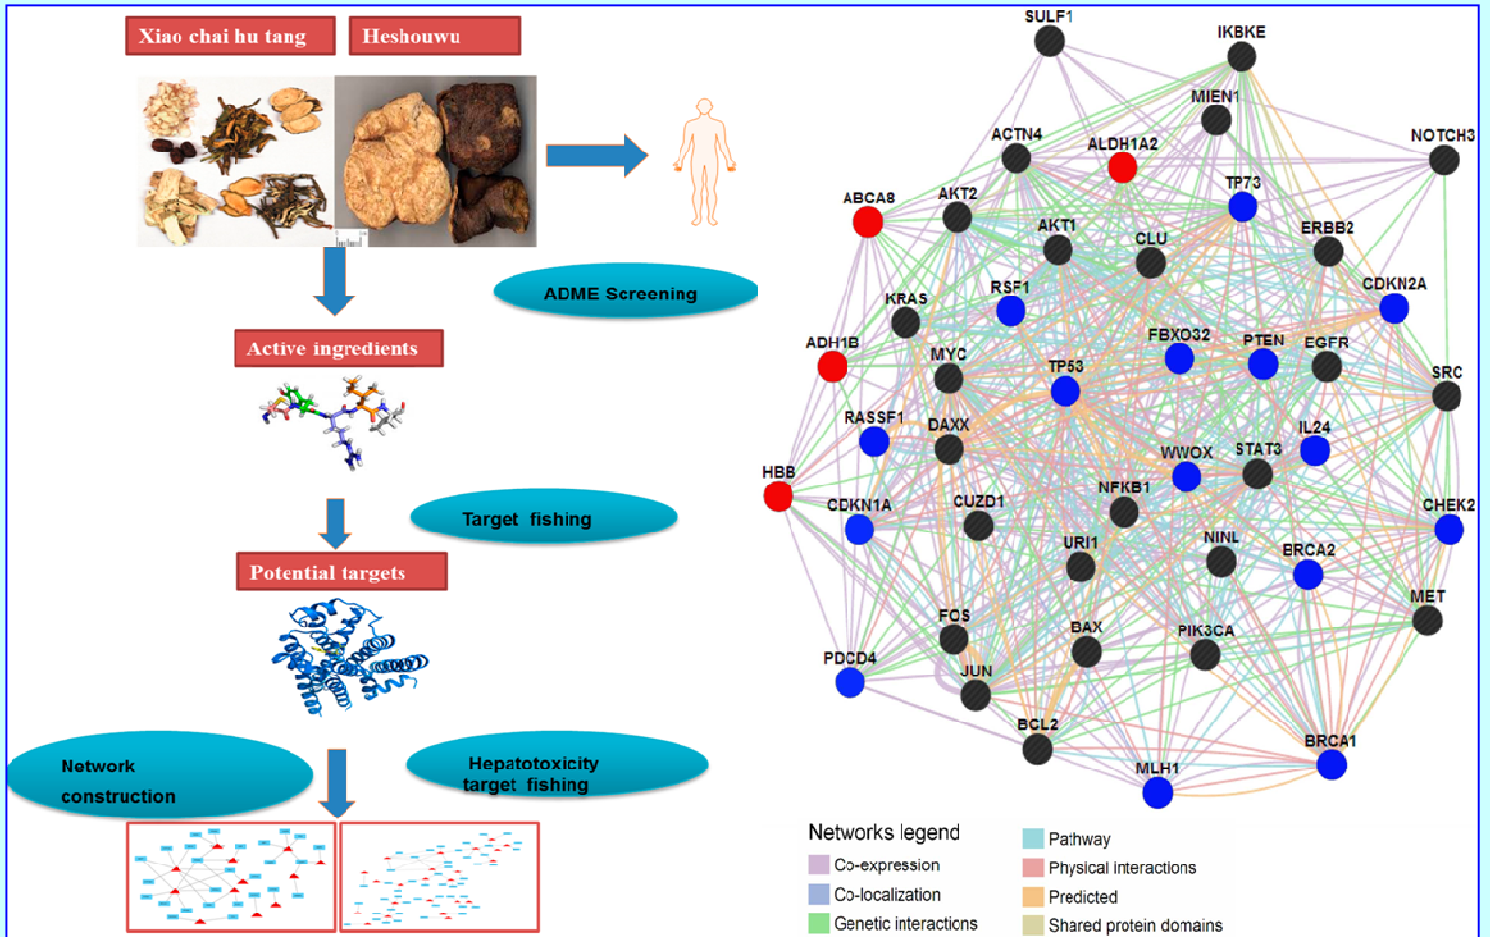 Xiao chai hu tang
Heshouwu
ADME Screening
Active ingredients
Target fishing
Potential targets
Network
construction
Hepatotoxicity
target fishing
SULF1
IKBKE
MIEN1
NOTCH3
ACTN4
ALDH1A2
TP73
ABCA8
AKT2
AKT1
CLU
ERBB2
CDKN2A
RSF1
KRAS
FBXO32
PTEN
EGFR
ADH1B
MYC
TP53
SRC
RASSF1
DAXX
IL24
WWOX
STAT3
HBB
CDKN1A
CUZD1
NFKB1
CHEK2
URI1
NINL
BRCA2
MET
FOS
BAX
PIK3CA
PDCD4
JUN
BCL2
BRCA1
MLH1
Networks legend
Co-expression
Co-localization
Genetic interactions
Pathway
Physical interactions
Predicted
Shared protein domains